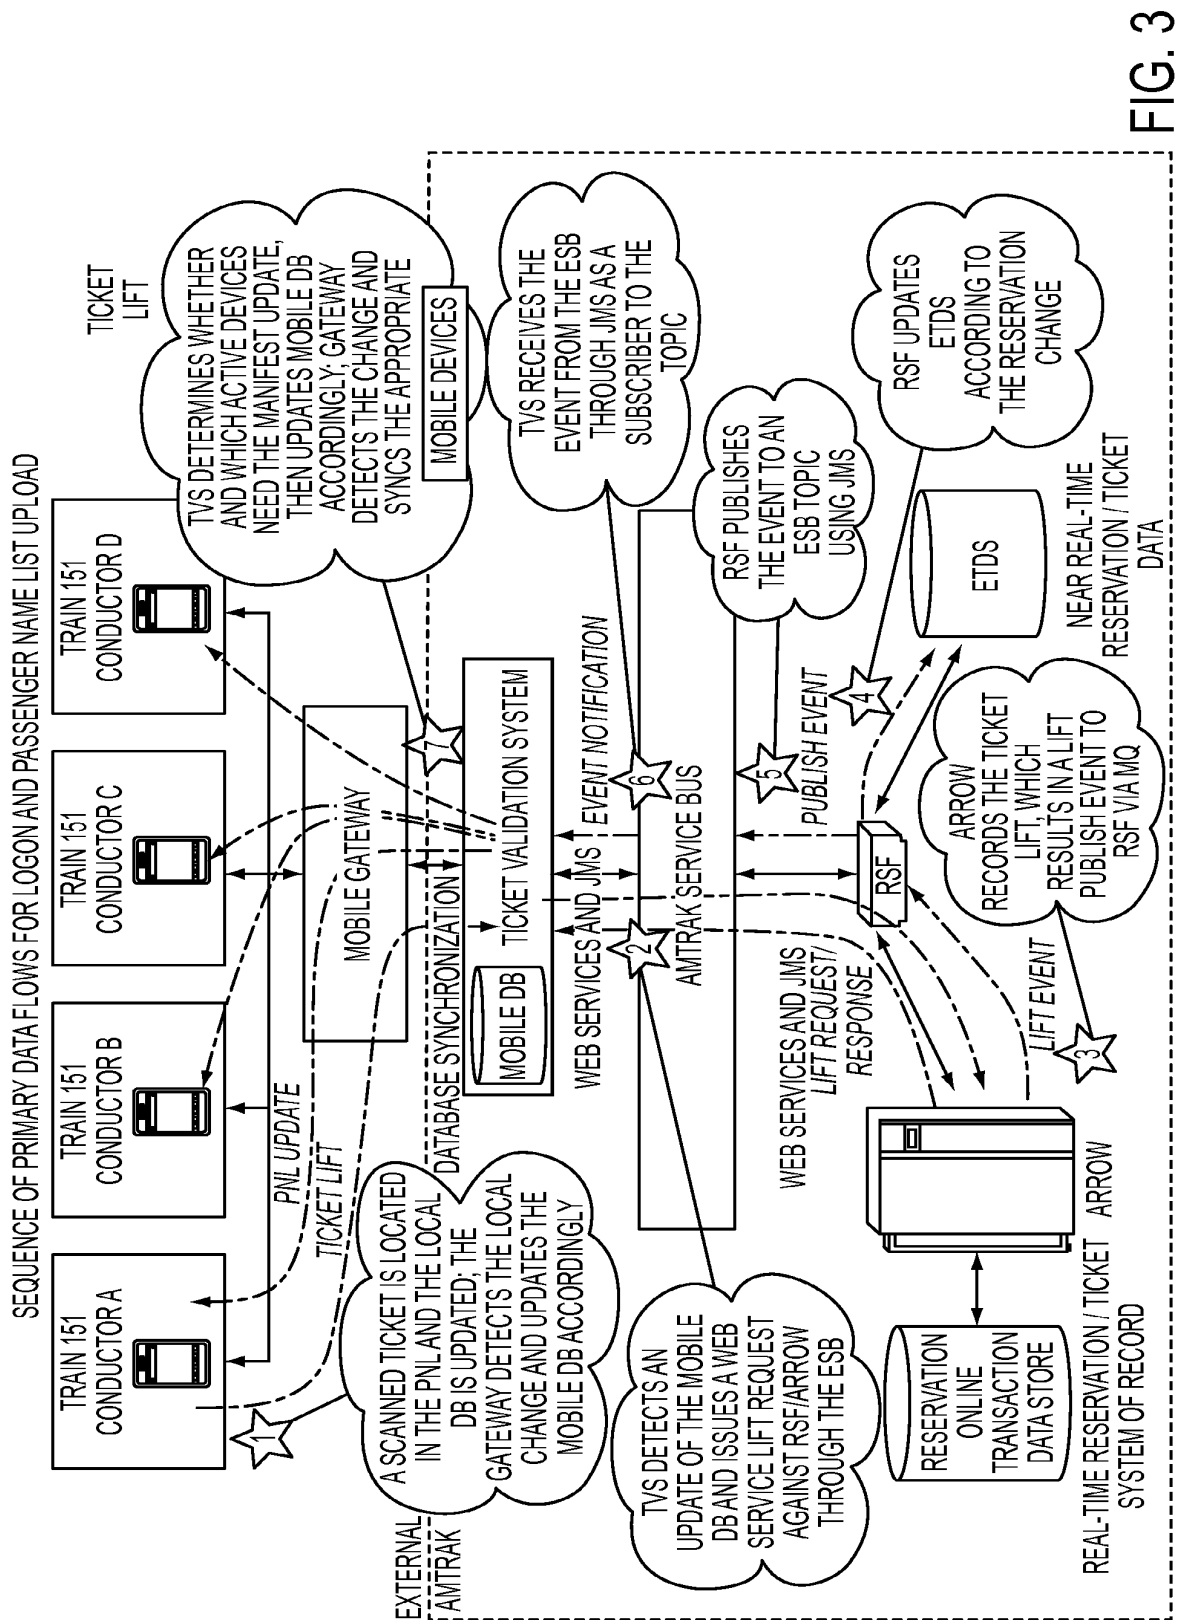 SEQUENCE OF PRIMARY DATA FLOWS FOR LOGON AND PASSENGER NAME LIST UPLOAD
TICKET
LIFT
TRAIN 151
CONDUCTOR A
TRAIN 151
CONDUCTOR B
TRAIN 151
CONDUCTOR C
TRAIN 151
CONDUCTOR D
1
PNL UPDATE
TICKET LIFT
MOBILE GATEWAY
7
TVS DETERMINES WHETHER
AND WHICH ACTIVE DEVICES
NEED THE MANIFEST UPDATE,
THEN UPDATES MOBILE DB
ACCORDINGLY; GATEWAY
DETECTS THE CHANGE AND
SYNCS THE APPROPRIATE
MOBILE DEVICES
A SCANNED TICKET IS LOCATED
IN THE PNL AND THE LOCAL
DB IS UPDATED; THE
GATEWAY DETECTS THE LOCAL
CHANGE AND UPDATES THE
MOBILE DB ACCORDINGLY
EXTERNAL
AMTRAK
DATABASE SYNCHRONIZATION
MOBILE DB
TICKET VALIDATION SYSTEM
TVS RECEIVES THE
EVENT FROM THE ESB
THROUGH JMS AS A
SUBSCRIBER TO THE
TOPIC
WEB SERVICES AND JMS
EVENT NOTIFICATION
2
6
AMTRAK SERVICE BUS
TVS DETECTS AN
UPDATE OF THE MOBILE
DB AND ISSUES A WEB
SERVICE LIFT REQUEST
AGAINST RSF/ARROW
THROUGH THE ESB
5
RSF PUBLISHES
THE EVENT TO AN
ESB TOPIC
USING JMS
WEB SERVICES AND JMS
LIFT REQUEST/
RESPONSE
PUBLISH EVENT
4
RSF UPDATES
ETDS
ACCORDING TO
THE RESERVATION
CHANGE
RSF
ETDS
NEAR REAL-TIME
RESERVATION / TICKET
DATA
LIFT EVENT
3
ARROW
RECORDS THE TICKET
LIFT, WHICH
RESULTS IN A LIFT
PUBLISH EVENT TO
RSF VIA MQ
RESERVATION
ONLINE
TRANSACTION
DATA STORE
ARROW
REAL-TIME RESERVATION / TICKET
SYSTEM OF RECORD
FIG. 3